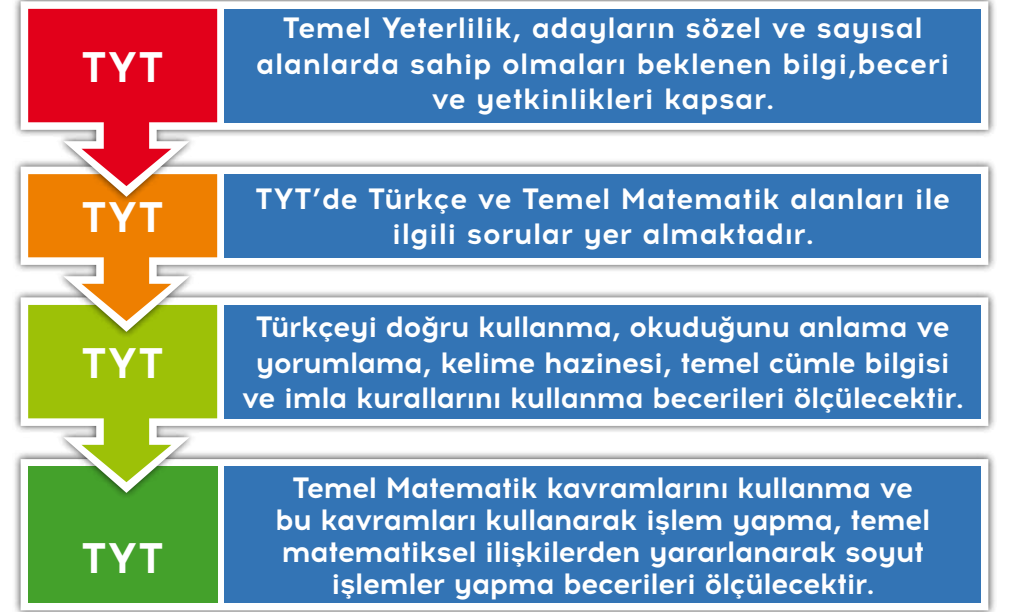 TYT
Temel Yeterlilik, adayların sözel ve sayısal
alanlarda sahip olmaları beklenen bilgi,beceri
ve yetkinlikleri kapsar.
TYT
TYT’de Türkçe ve Temel Matematik alanları ile
ilgili sorular yer almaktadır.
TYT
Türkçeyi doğru kullanma, okuduğunu anlama ve
yorumlama, kelime hazinesi, temel cümle bilgisi
ve imla kurallarını kullanma becerileri ölçülecektir.
TYT
Temel Matematik kavramlarını kullanma ve
bu kavramları kullanarak işlem yapma, temel
matematiksel ilişkilerden yararlanarak soyut
işlemler yapma becerileri ölçülecektir.